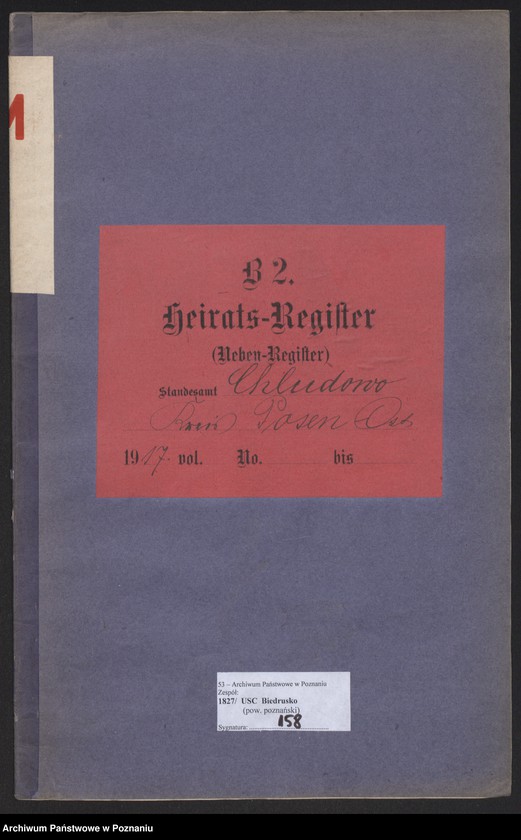 1
B 2.
Heirats-Register
(Neben-Register)
Standesamt Chludowo
Kreis Posen Ost
1917. vol. No. bis
53 – Archiwum Państwowe w Poznaniu
Zespół:
1827/ USC Biedrusko
(pow. poznański)
Sygnatura: 158
Archiwum Państwowe w Poznaniu